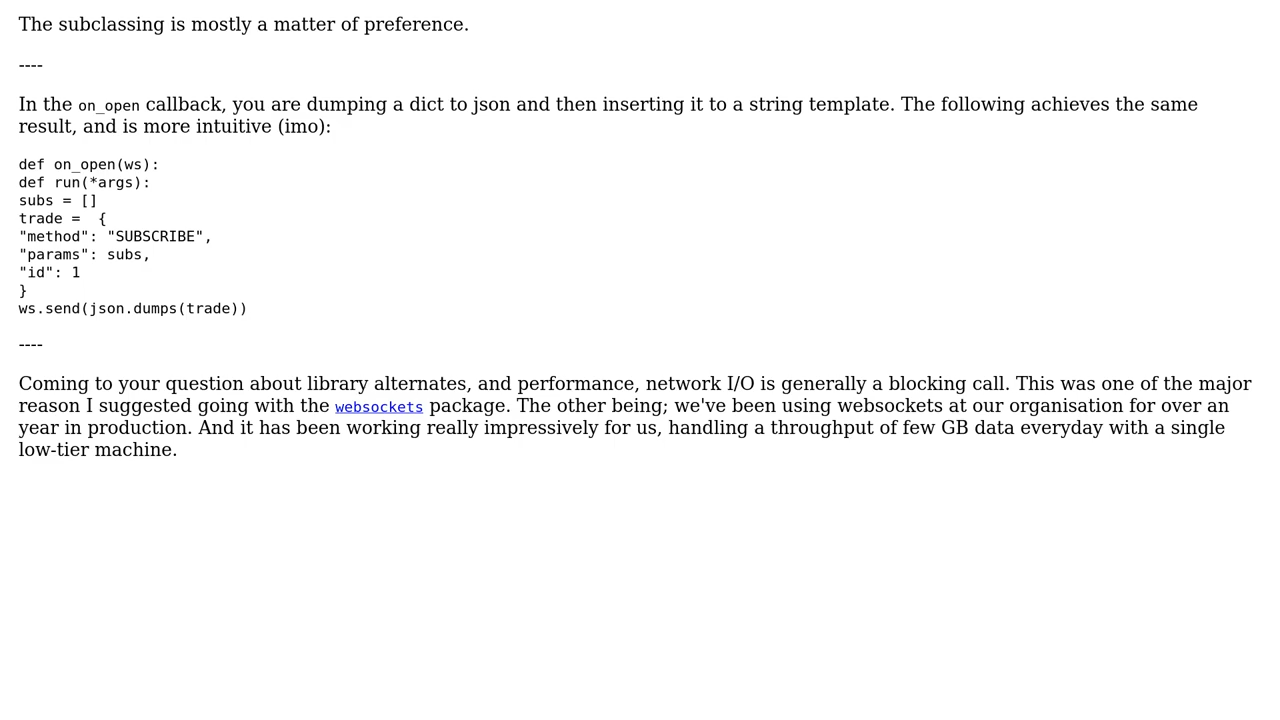 The subclassing is mostly a matter of preference.
----
In the on_open callback, you are dumping a dict to json and then inserting it to a string template. The following achieves the same
result, and is more intuitive (imo):
def on_open(ws):
def run(*args):
subs = []
trade =  {
"method": "SUBSCRIBE",
"params": subs,
"id": 1
}
ws.send(json.dumps(trade))
----
Coming to your question about library alternates, and performance, network I/O is generally a blocking call. This was one of the major
reason I suggested going with the websockets package. The other being; we've been using websockets at our organisation for over an
year in production. And it has been working really impressively for us, handling a throughput of few GB data everyday with a single
low-tier machine.